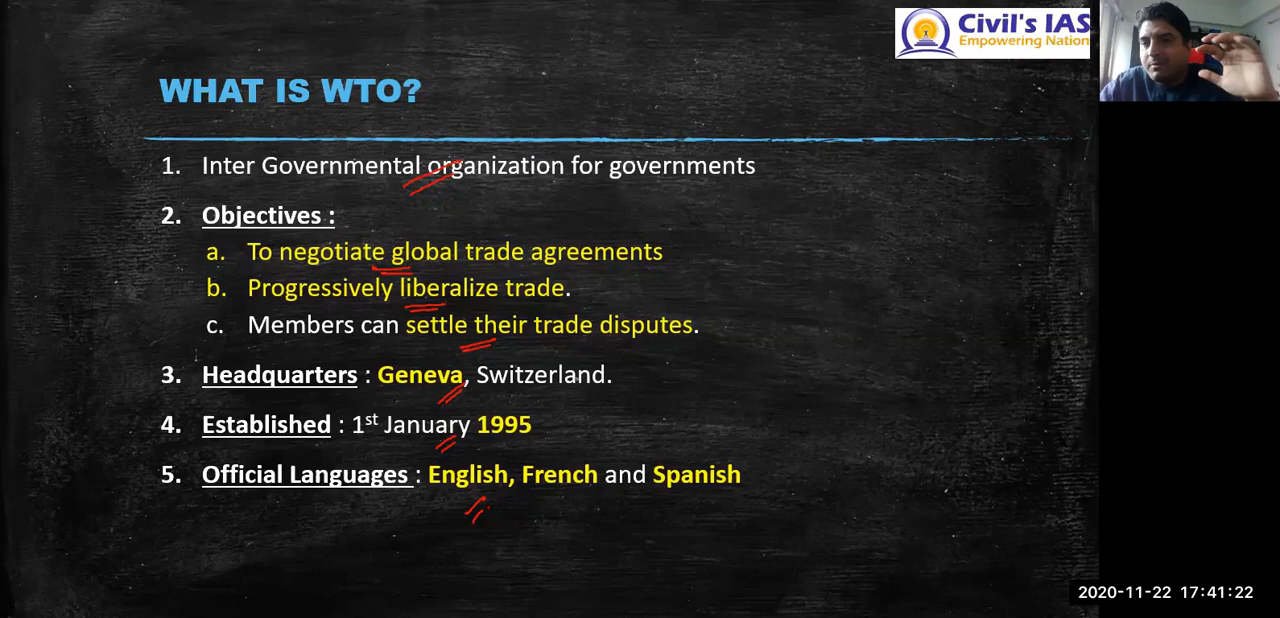 Civil's IAS
Empowering Nation
WHAT IS WTO?
1. Inter Governmental organization for governments
2. Objectives :
a. To negotiate global trade agreements
b. Progressively liberalize trade.
c. Members can settle their trade disputes.
3. Headquarters : Geneva, Switzerland.
4. Established : 1st January 1995
5. Official Languages : English, French and Spanish
2020-11-22 17:41:22